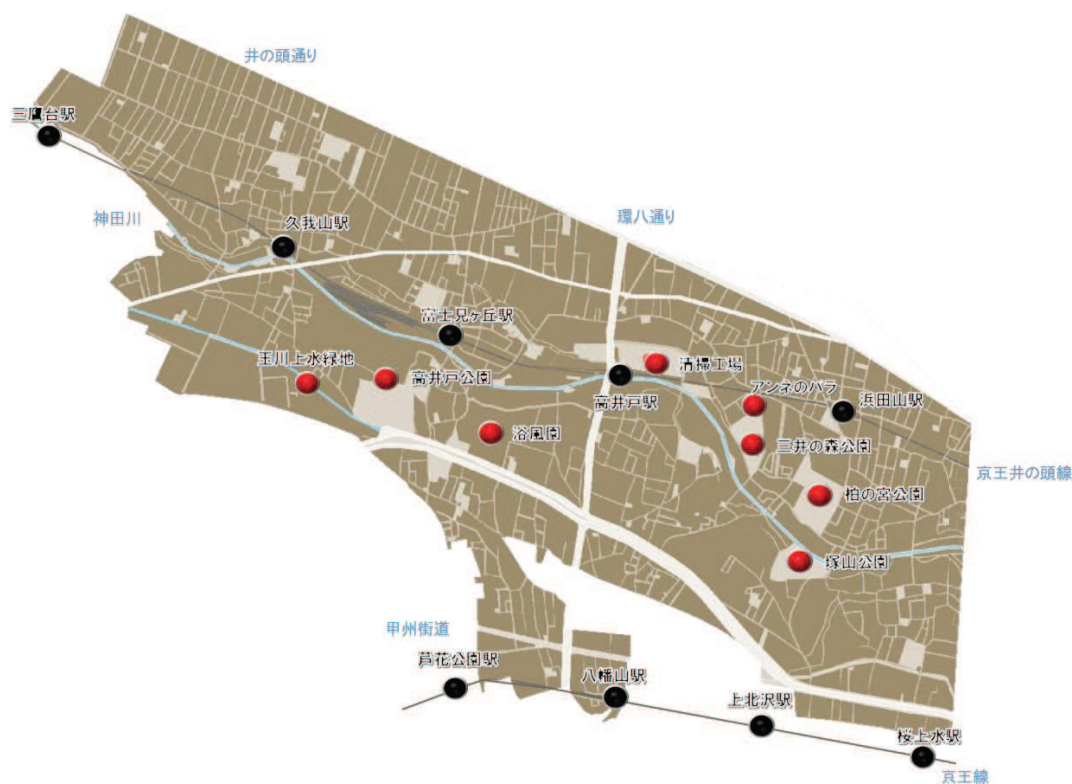 井の頭通り
三鷹台駅
神田川
久我山駅
環八通り
富士見ヶ丘駅
玉川上水緑地
高井戸公園
清掃工場
高井戸駅
アンネのバラ
浜田山駅
浴風園
三井の森公園
京王井の頭線
柏の宮公園
塚山公園
甲州街道
芦花公園駅
八幡山駅
上北沢駅
桜上水駅
京王線